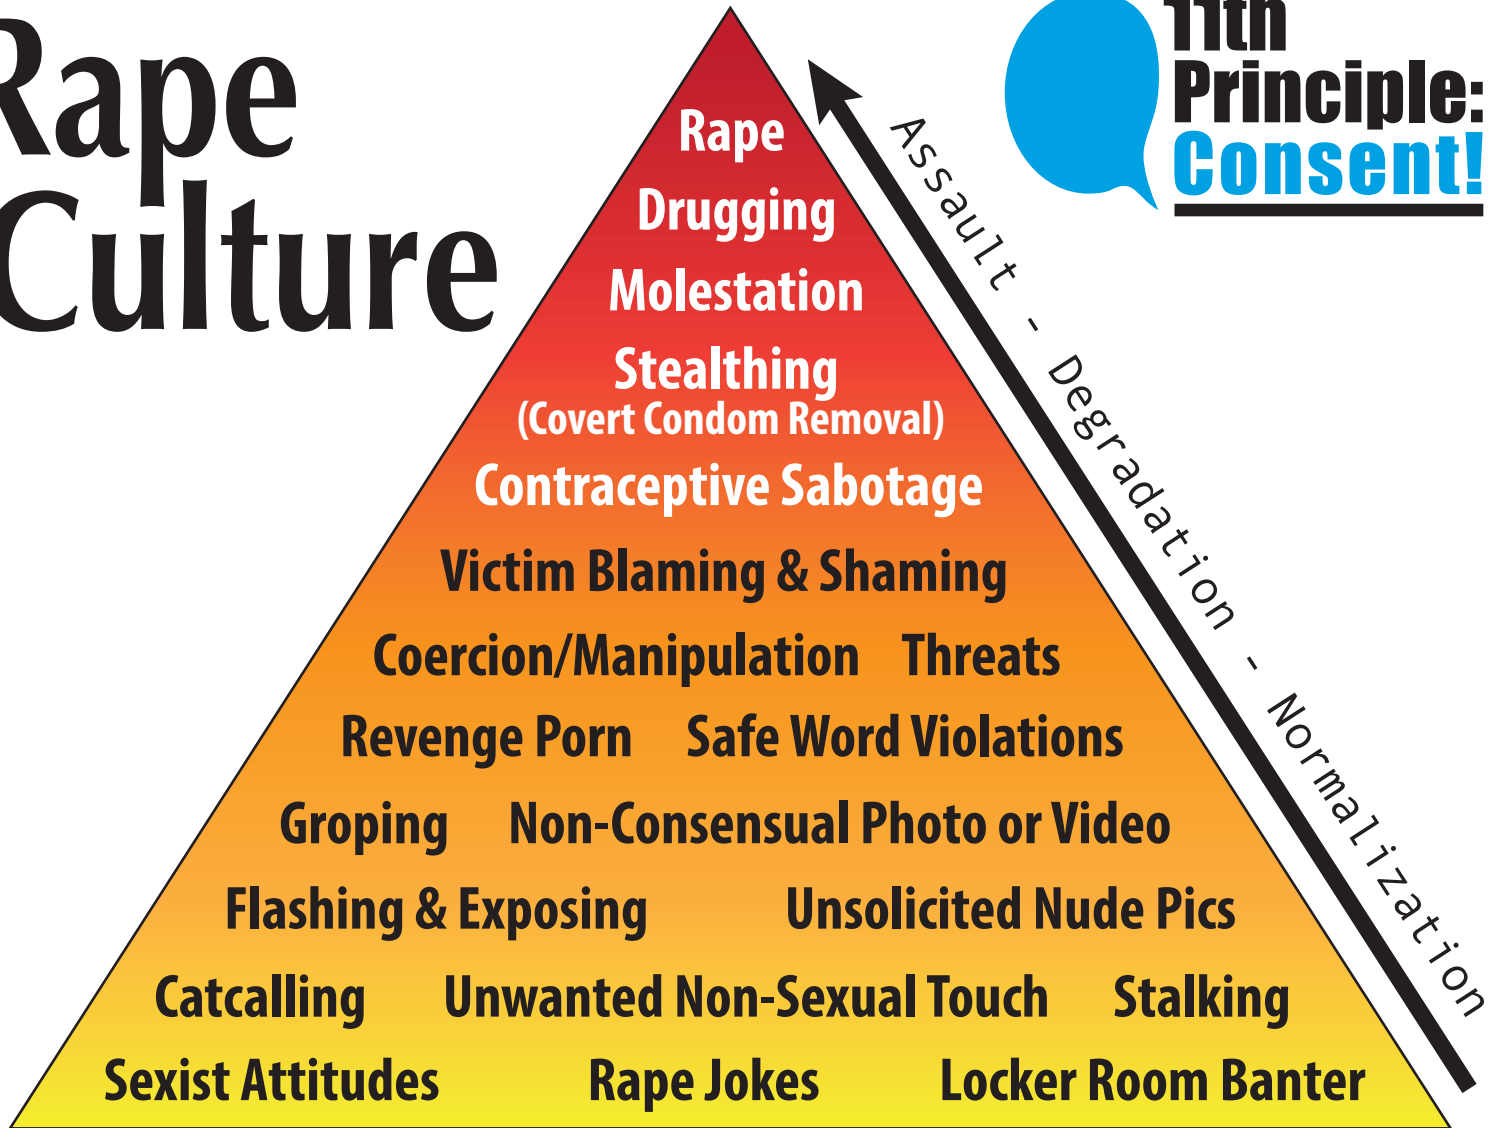 Rape
Culture
11th
Principle:
Consent!
Rape
Drugging
Molestation
Stealthing
(Covert Condom Removal)
Contraceptive Sabotage
Victim Blaming & Shaming
Coercion/Manipulation Threats
Revenge Porn Safe Word Violations
Groping Non-Consensual Photo or Video
Flashing & Exposing Unsolicited Nude Pics
Catcalling Unwanted Non-Sexual Touch Stalking
Sexist Attitudes Rape Jokes Locker Room Banter
Assault - Degradation - Normalization